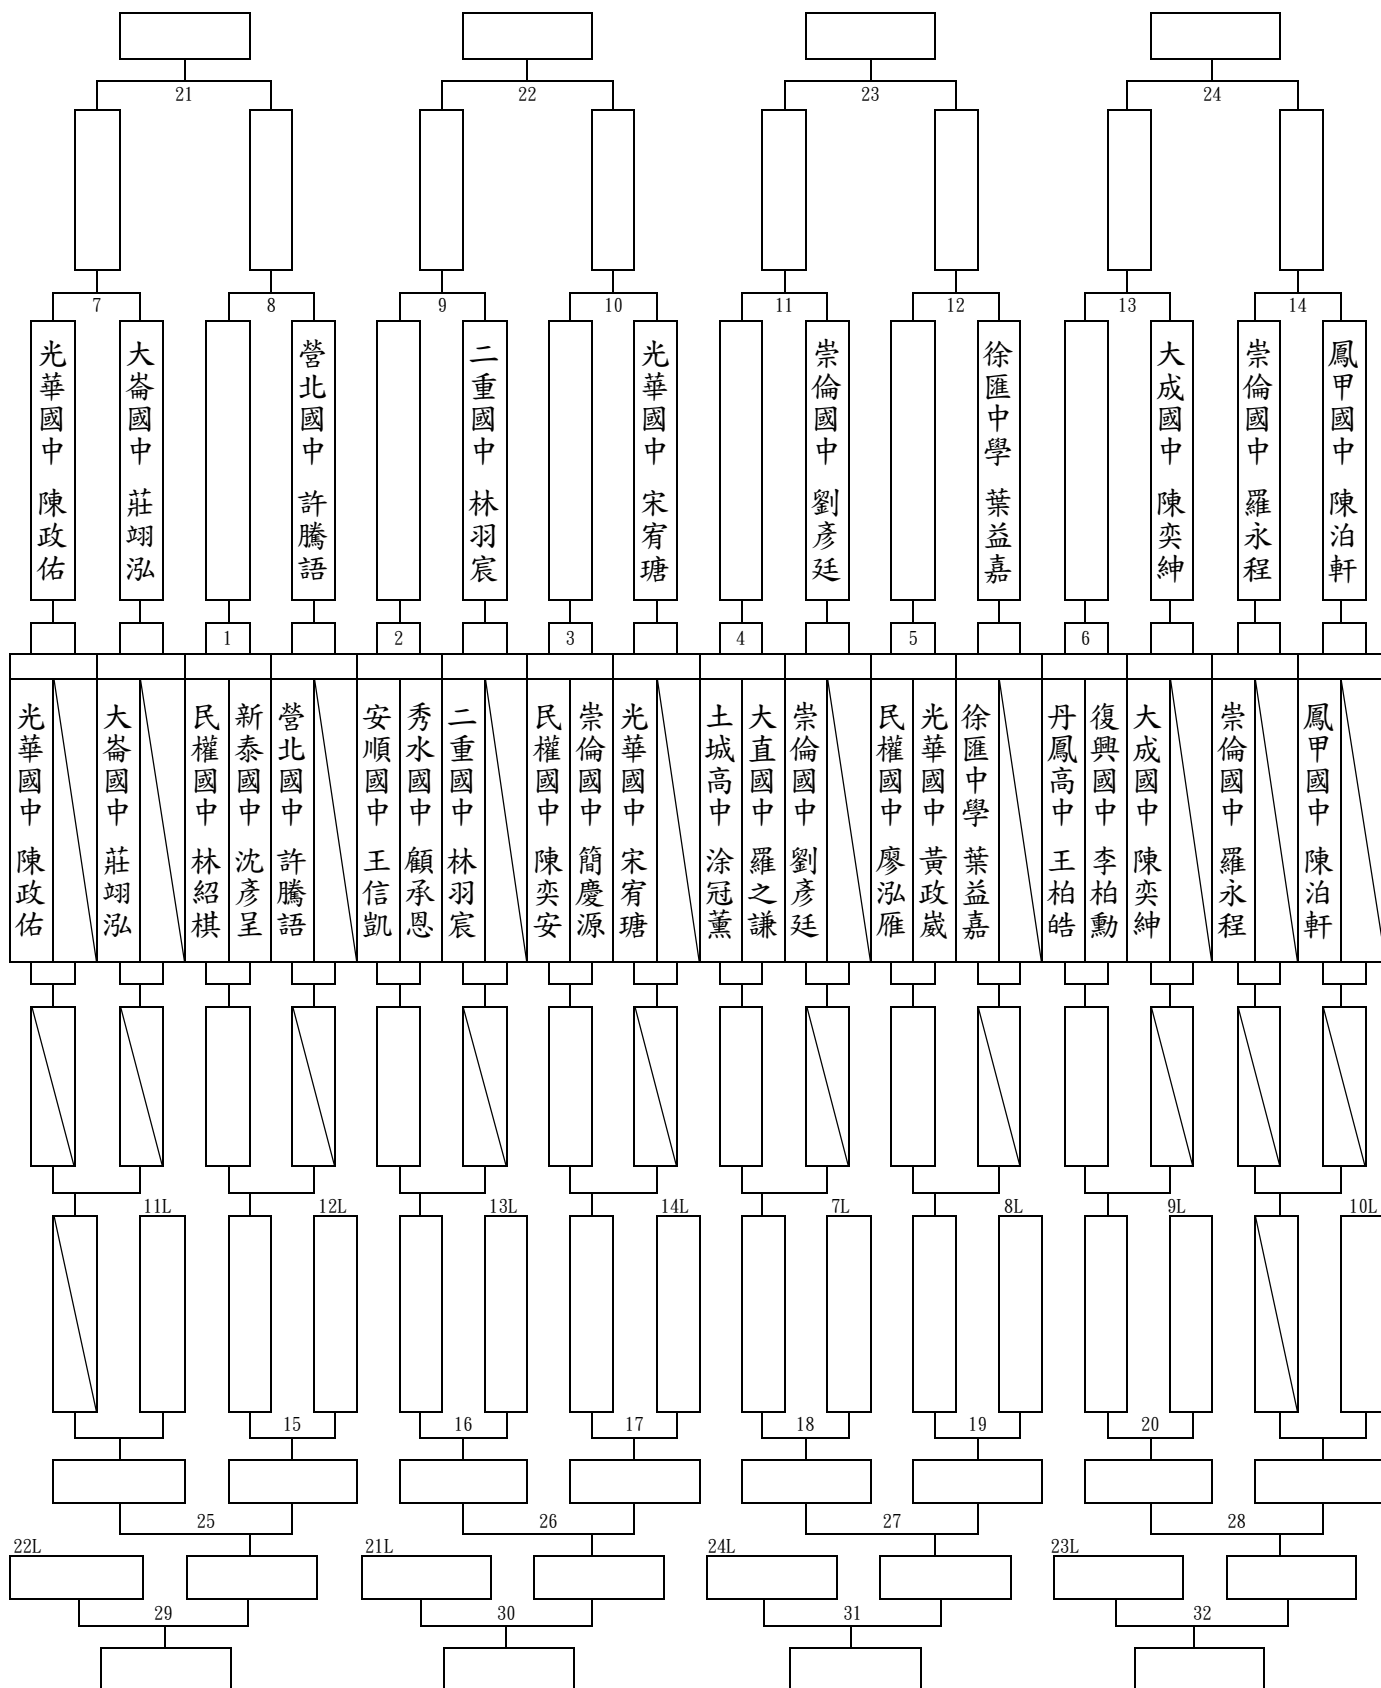 21 22 23 24
7 8 9 10 11 12 13 14
光華國中 陳政佑
大崙國中 莊翊泓
營北國中 許騰語
二重國中 林羽宸
光華國中 宋宥瑭
崇倫國中 劉彥廷
徐匯中學 葉益嘉
大成國中 陳奕紳
崇倫國中 羅永程
鳳甲國中 陳泊軒
1 2 3 4 5 6
光華國中 陳政佑
大崙國中 莊翊泓
民權國中 林紹棋
新泰國中 沈彥呈
營北國中 許騰語
安順國中 王信凱
秀水國中 顧承恩
二重國中 林羽宸
民權國中 陳奕安
崇倫國中 簡慶源
光華國中 宋宥瑭
土城高中 涂冠薰
大直國中 羅之謙
崇倫國中 劉彥廷
民權國中 廖泓雁
光華國中 黃政崴
徐匯中學 葉益嘉
丹鳳高中 王柏皓
復興國中 李柏勳
大成國中 陳奕紳
崇倫國中 羅永程
鳳甲國中 陳泊軒
11L 12L 13L 14L 7L 8L 9L 10L
15 16 17 18 19 20
25 26 27 28
22L 21L 24L 23L
29 30 31 32